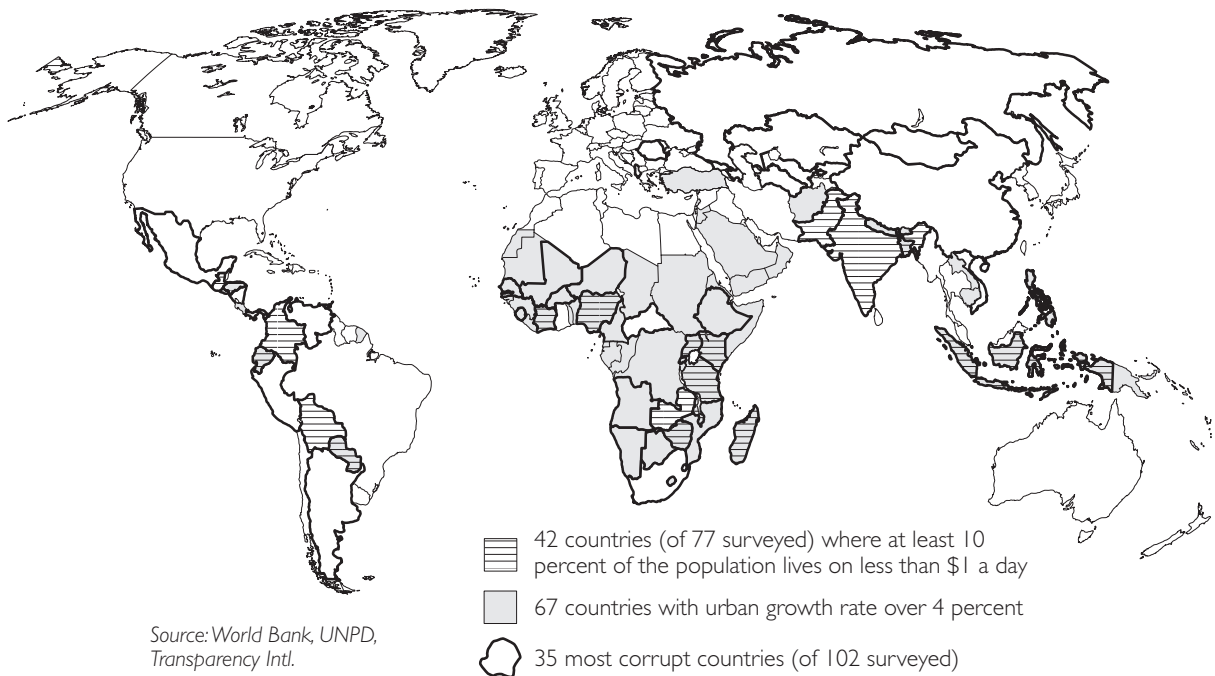 42 countries (of 77 surveyed) where at least 10
percent of the population lives on less than $1 a day
67 countries with urban growth rate over 4 percent
35 most corrupt countries (of 102 surveyed)
Source: World Bank, UNPD,
Transparency Intl.